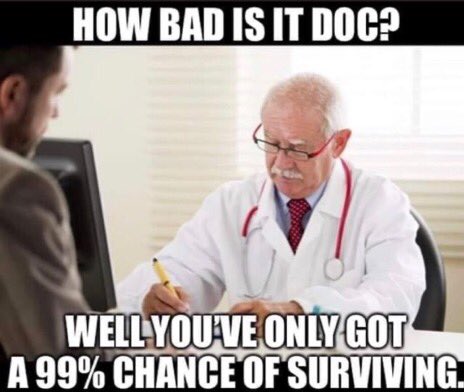 HOW BAD IS IT DOC?
WELL YOU'VE ONLY GOT
A 99% CHANCE OF SURVIVING